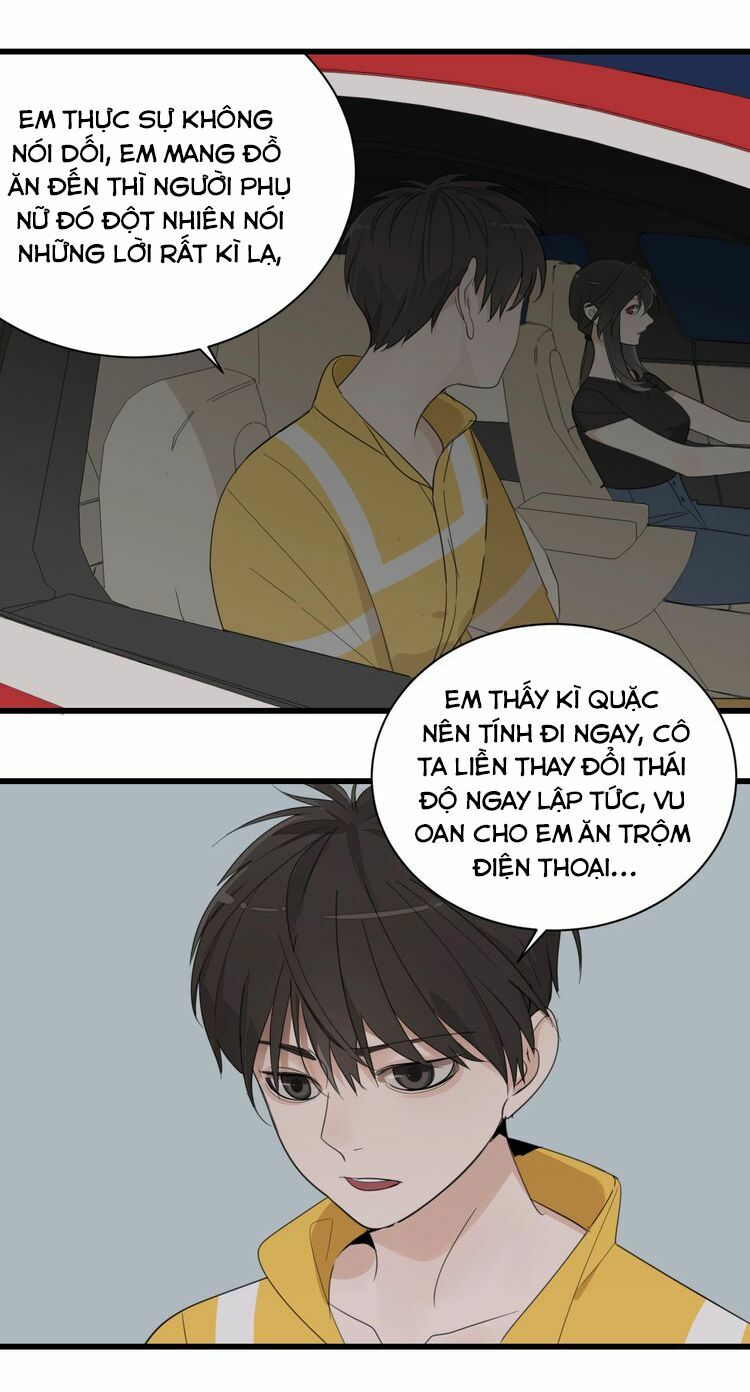 EM THỰC SỰ KHÔNG
NÓI DỐI, EM MANG ĐỒ
ĂN ĐẾN THÌ NGƯỜI PHỤ
NỮ ĐÓ ĐỘT NHIÊN NÓI
NHỮNG LỜI RẤT KÌ LẠ,
EM THẤY KÌ QUẶC
NÊN TÍNH ĐI NGAY, CÔ
TA LIỀN THAY ĐỔI THÁI
ĐỘ NGAY LẬP TỨC, VU
OAN CHO EM ĂN TRỘM
ĐIỆN THOẠI...